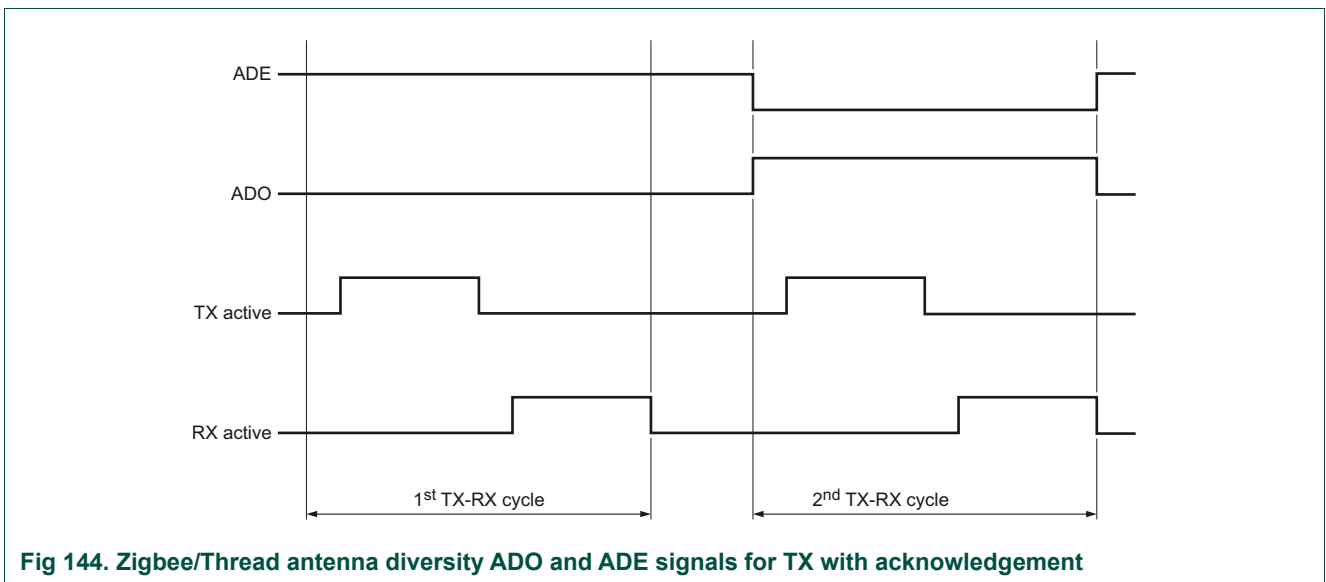 ADE
ADO
TX active
RX active
1st TX-RX cycle
2nd TX-RX cycle
Fig 144. Zigbee/Thread antenna diversity ADO and ADE signals for TX with acknowledgement